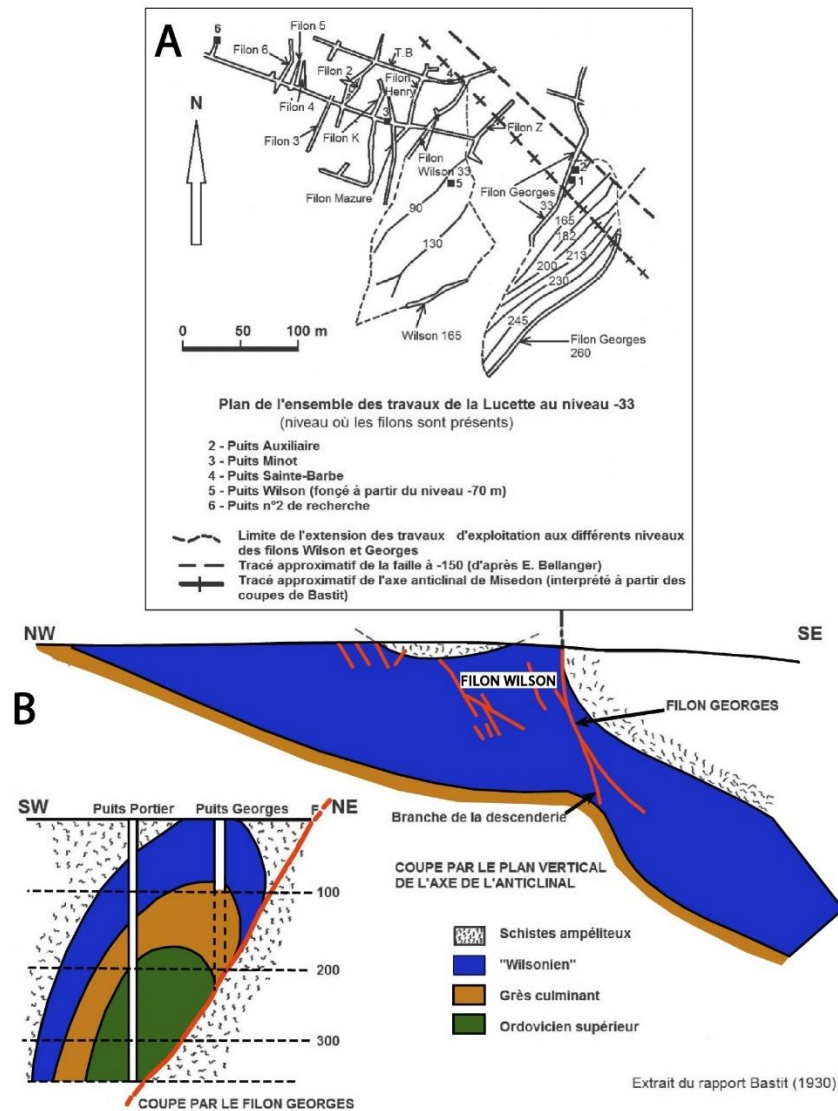 A
6
Filon 5
Filon 6
T.B
Filon 2
Filon
Henry
4
Filon 4
N
3
Filon Z
Filon 3
Filon K
Filon
Wilson 33
2
1
5
Filon Mazure
Filon Georges
33
90
165
182
130
213
200
230
0 50 100 m
245
Wilson 165
Filon Georges
260
Plan de l'ensemble des travaux de la Lucette au niveau -33
(niveau où les filons sont présents)
2 - Puits Auxiliaire
3 - Puits Minot
4 - Puits Sainte-Barbe
5 - Puits Wilson (fonçé à partir du niveau -70 m)
6 - Puits n°2 de recherche
Limite de l'extension des travaux d'exploitation aux différents niveaux
des filons Wilson et Georges
Tracé approximatif de la faille à -150 (d'après E. Bellanger)
Tracé approximatif de l'axe anticlinal de Misedon (interprété à partir des
coupes de Bastit)
NW SE
B
FILON WILSON
FILON GEORGES
SW Puits Portier Puits Georges F NE
Branche de la descenderie
COUPE PAR LE PLAN VERTICAL
DE L'AXE DE L'ANTICLINAL
100
200
300
Schistes ampéliteux
"Wilsonien"
Grès culminant
Ordovicien supérieur
COUPE PAR LE FILON GEORGES
Extrait du rapport Bastit (1930)